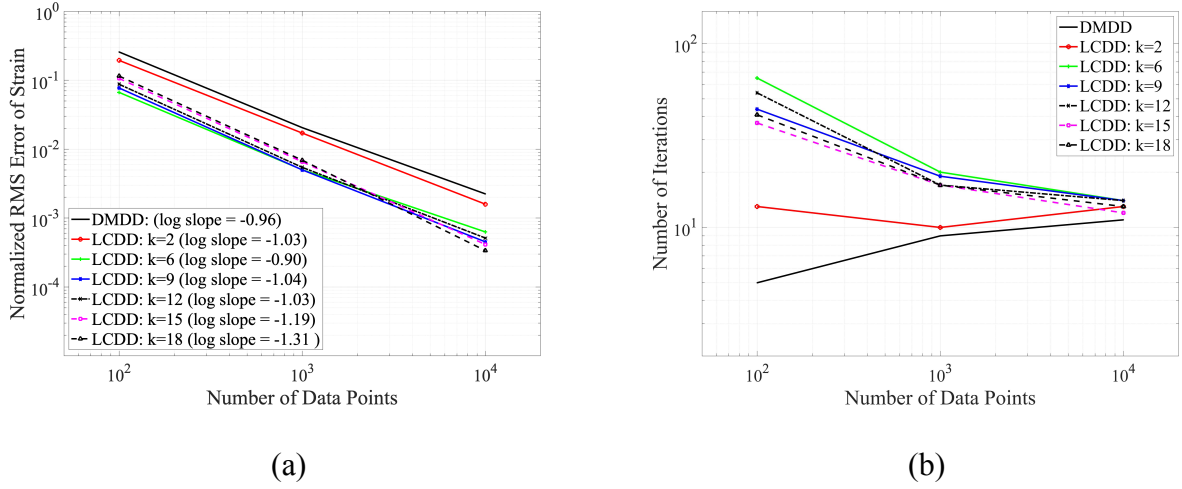 10^0
10^-1
10^-2
10^-3
10^-4
Normalized RMS Error of Strain
DMDD: (log slope = -0.96)
LCDD: k=2 (log slope = -1.03)
LCDD: k=6 (log slope = -0.90)
LCDD: k=9 (log slope = -1.04)
LCDD: k=12 (log slope = -1.03)
LCDD: k=15 (log slope = -1.19)
LCDD: k=18 (log slope = -1.31 )
10^2
10^3
10^4
Number of Data Points
(a)
10^2
10^1
Number of Iterations
DMDD
LCDD: k=2
LCDD: k=6
LCDD: k=9
LCDD: k=12
LCDD: k=15
LCDD: k=18
10^2
10^3
10^4
Number of Data Points
(b)